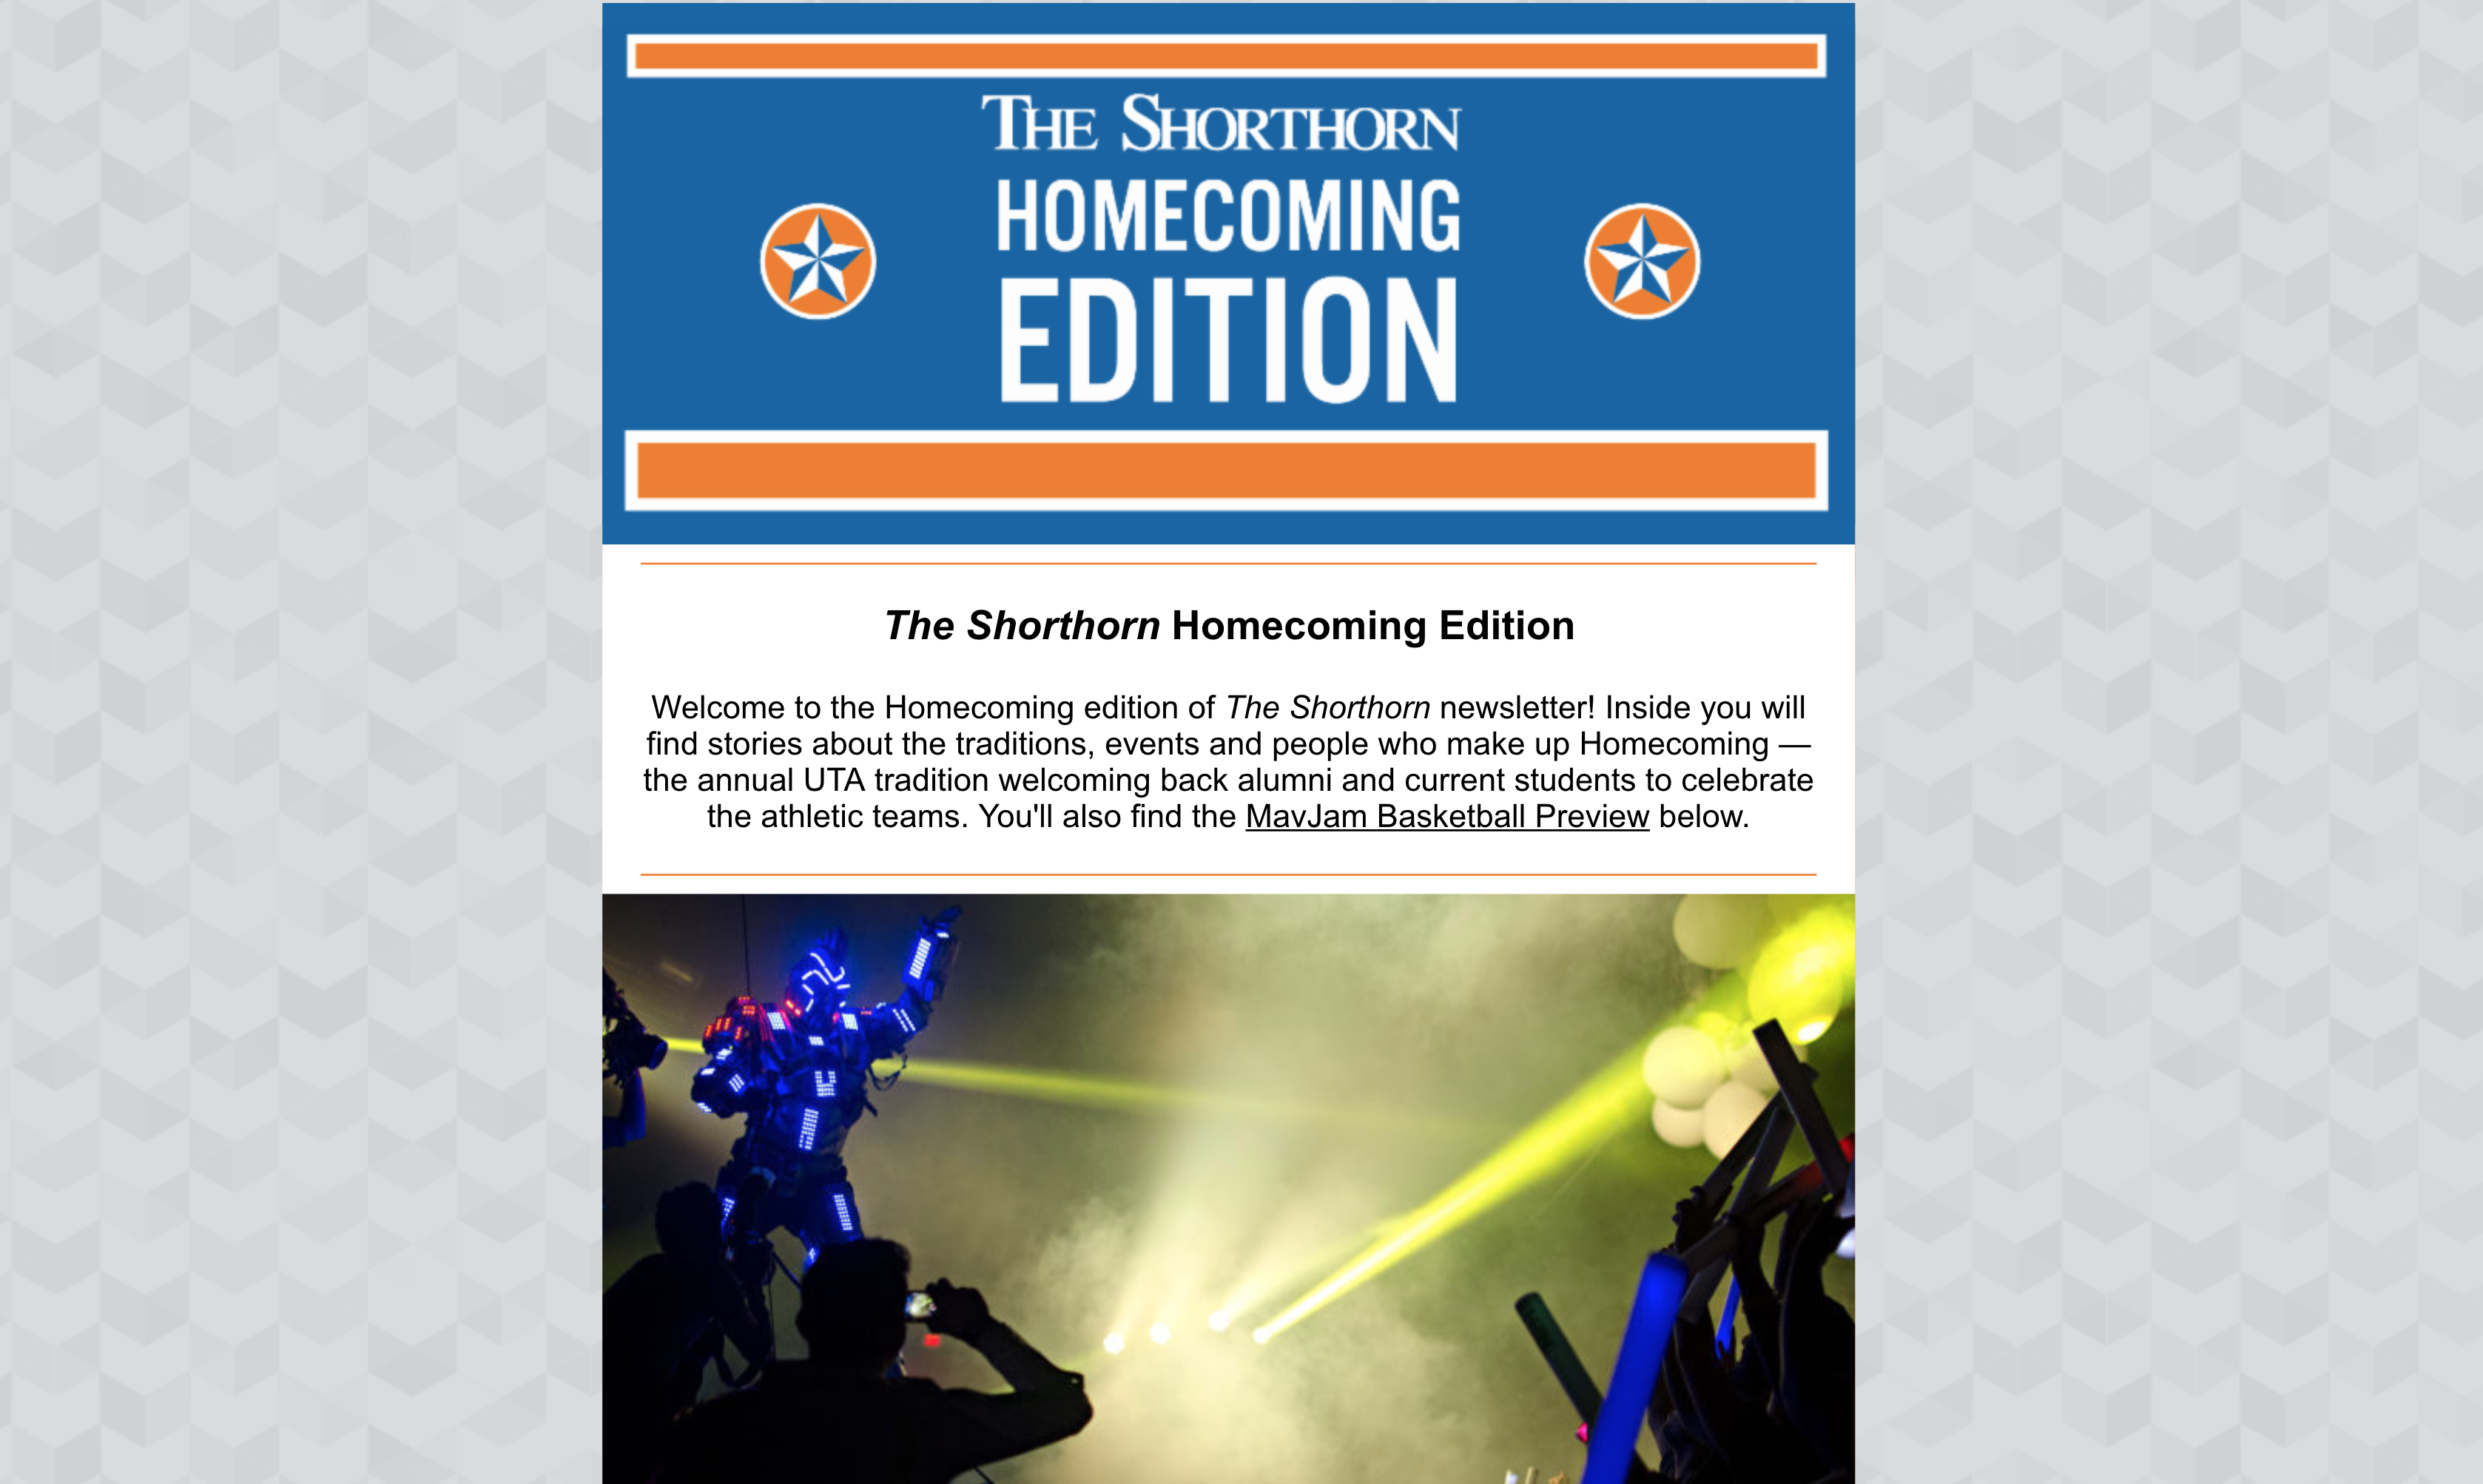 THE SHORTHORN
HOMECOMING
EDITION
The Shorthorn Homecoming Edition
Welcome to the Homecoming edition of The Shorthorn newsletter! Inside you will
find stories about the traditions, events and people who make up Homecoming —
the annual UTA tradition welcoming back alumni and current students to celebrate
the athletic teams. You'll also find the MavJam Basketball Preview below.